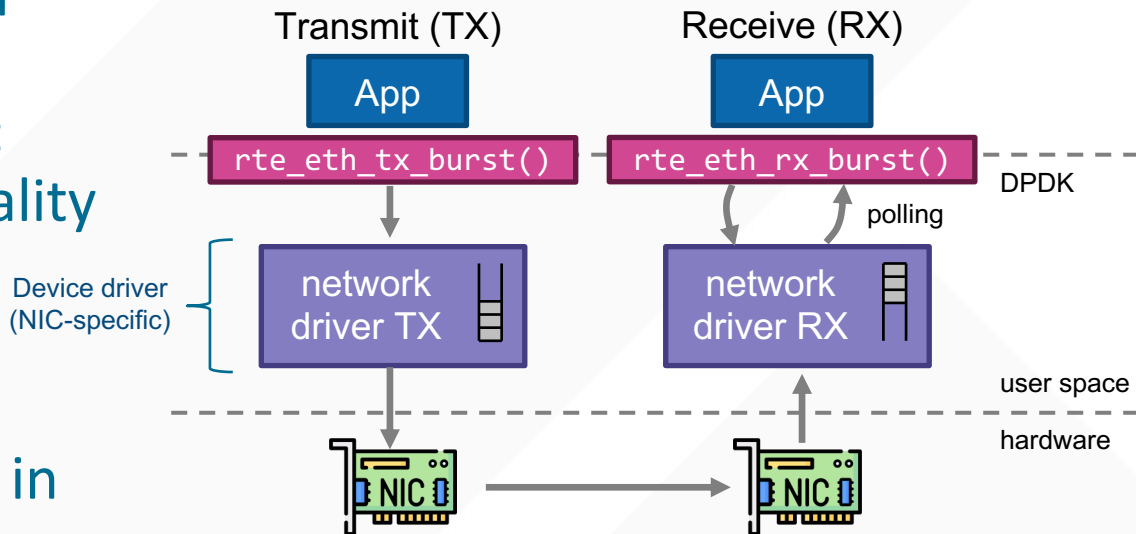 Transmit (TX)
Receive (RX)
App
App
rte_eth_tx_burst()
rte_eth_rx_burst()
DPDK
ality
polling
Device driver
(NIC-specific)
network
driver TX
network
driver RX
user space
hardware
in
NIC
NIC